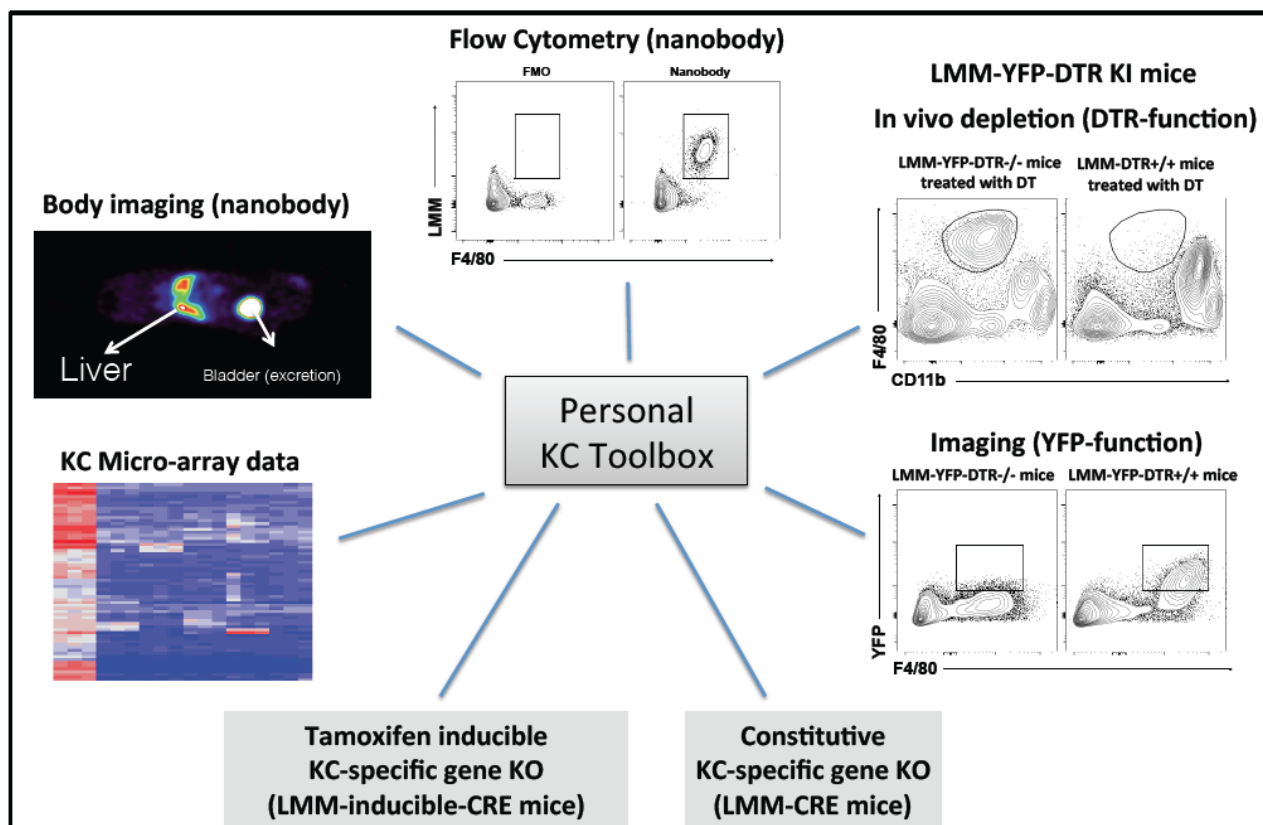 Flow Cytometry (nanobody)
FMO
Nanobody
LMM
F4/80
LMM-YFP-DTR KI mice
In vivo depletion (DTR-function)
LMM-YFP-DTR-/- mice
treated with DT
LMM-DTR+/+ mice
treated with DT
F4/80
CD11b
Body imaging (nanobody)
Liver
Bladder (excretion)
Personal
KC Toolbox
KC Micro-array data
Imaging (YFP-function)
LMM-YFP-DTR-/- mice
LMM-YFP-DTR+/+ mice
YFP
F4/80
Tamoxifen inducible
KC-specific gene KO
(LMM-inducible-CRE mice)
Constitutive
KC-specific gene KO
(LMM-CRE mice)